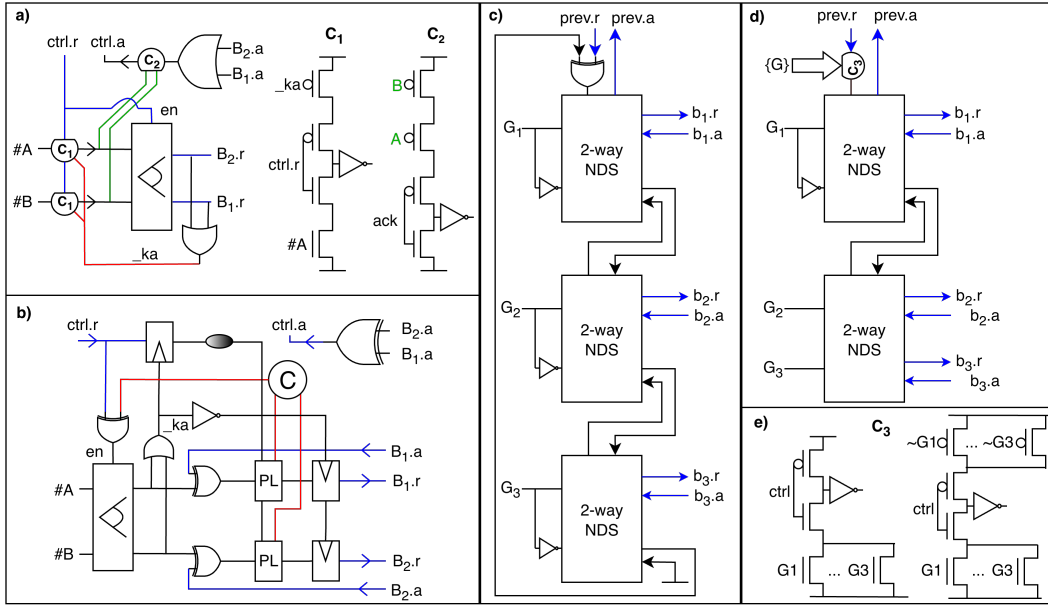 a)
ctrl.r
ctrl.a
C2
B₂.a
B₁.a
en
#A
C₁
#B
C₁
B₂.r
B₁.r
_ka
C₁
_ka
ctrl.r
#A
C₂
B
A
ack
b)
ctrl.r
ctrl.a
B₂.a
B₁.a
C
_ka
en
#A
#B
PL
PL
B₁.a
B₁.r
B₂.r
B₂.a
c)
prev.r
prev.a
G₁
2-way
NDS
b₁.r
b₁.a
G₂
2-way
NDS
b₂.r
b₂.a
G₃
2-way
NDS
b₃.r
b₃.a
d)
prev.r
prev.a
{G}
C₃
G₁
2-way
NDS
b₁.r
b₁.a
G₂
G₃
2-way
NDS
b₂.r
b₂.a
b₃.r
b₃.a
e)
C₃
ctrl
G1 ... G3
~G1 ... ~G3
ctrl
G1 ... G3